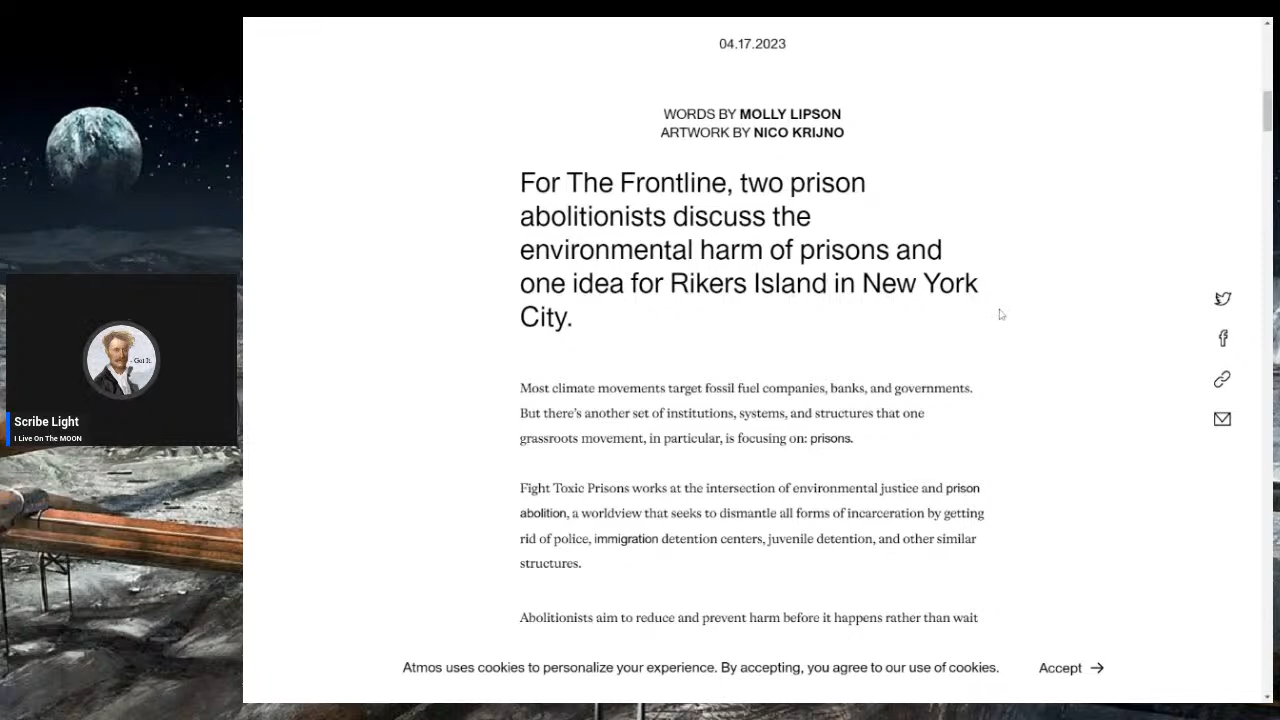 04.17.2023
WORDS BY MOLLY LIPSON
ARTWORK BY NICO KRIJNO
For The Frontline, two prison
abolitionists discuss the
environmental harm of prisons and
one idea for Rikers Island in New York
City.
Most climate movements target fossil fuel companies, banks, and governments.
But there’s another set of institutions, systems, and structures that one
grassroots movement, in particular, is focusing on: prisons.
Fight Toxic Prisons works at the intersection of environmental justice and prison
abolition, a worldview that seeks to dismantle all forms of incarceration by getting
rid of police, immigration detention centers, juvenile detention, and other similar
structures.
Abolitionists aim to reduce and prevent harm before it happens rather than wait
Atmos uses cookies to personalize your experience. By accepting, you agree to our use of cookies.
Accept →
- Got It.
Scribe Light
I Live On The MOON